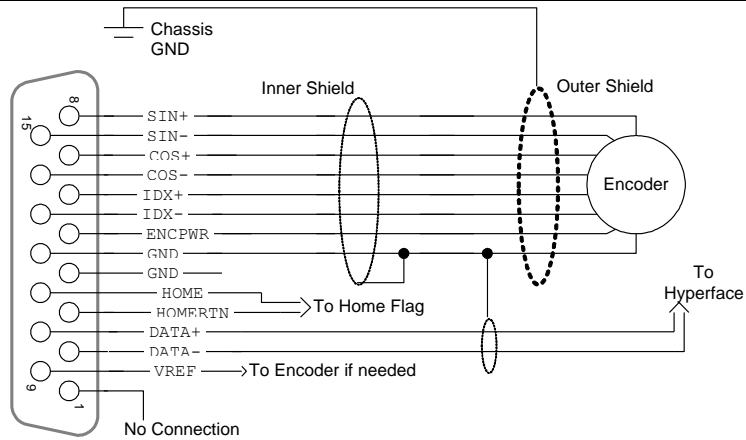 Chassis
GND
Inner Shield
Outer Shield
8
15
SIN+
SIN-
COS+
COS-
IDX+
IDX-
ENCPWR
GND
GND
HOME
HOMERTN
DATA+
DATA-
VREF
Encoder
To
Hyperface
To Home Flag
To Encoder if needed
9
1
No Connection